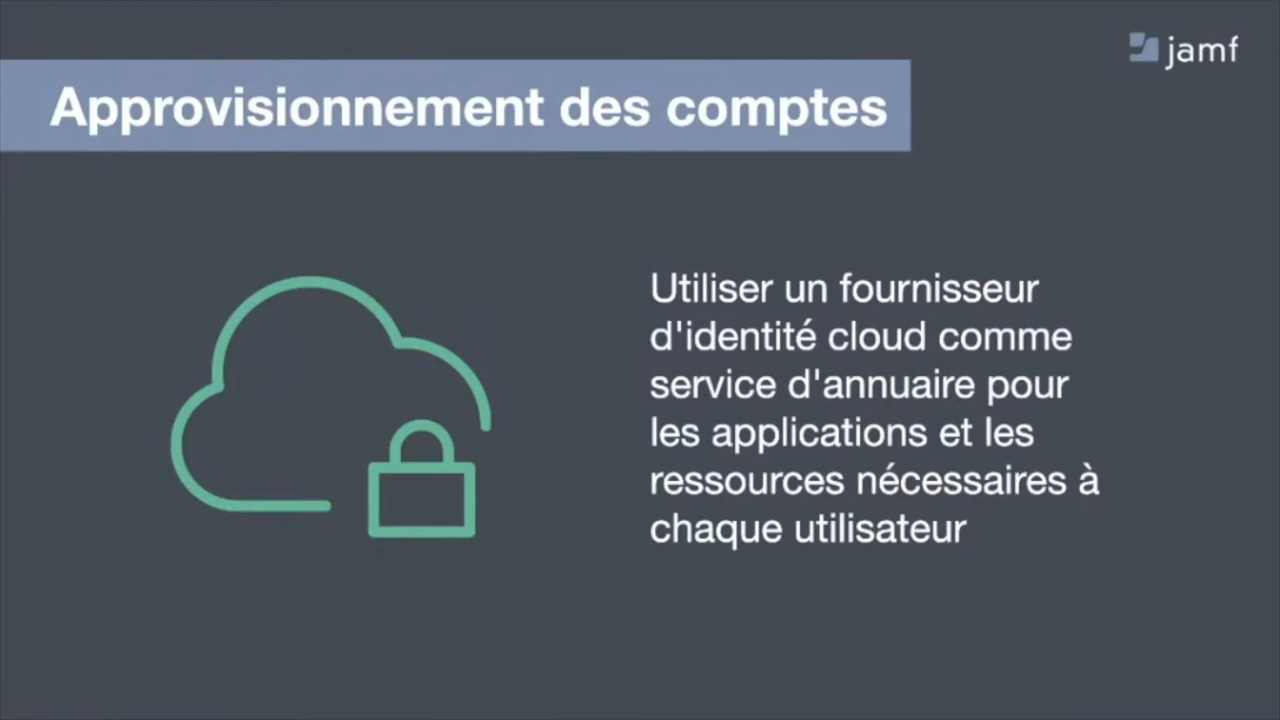 jamf
Approvisionnement des comptes
Utiliser un fournisseur
d'identité cloud comme
service d'annuaire pour
les applications et les
ressources nécessaires à
chaque utilisateur